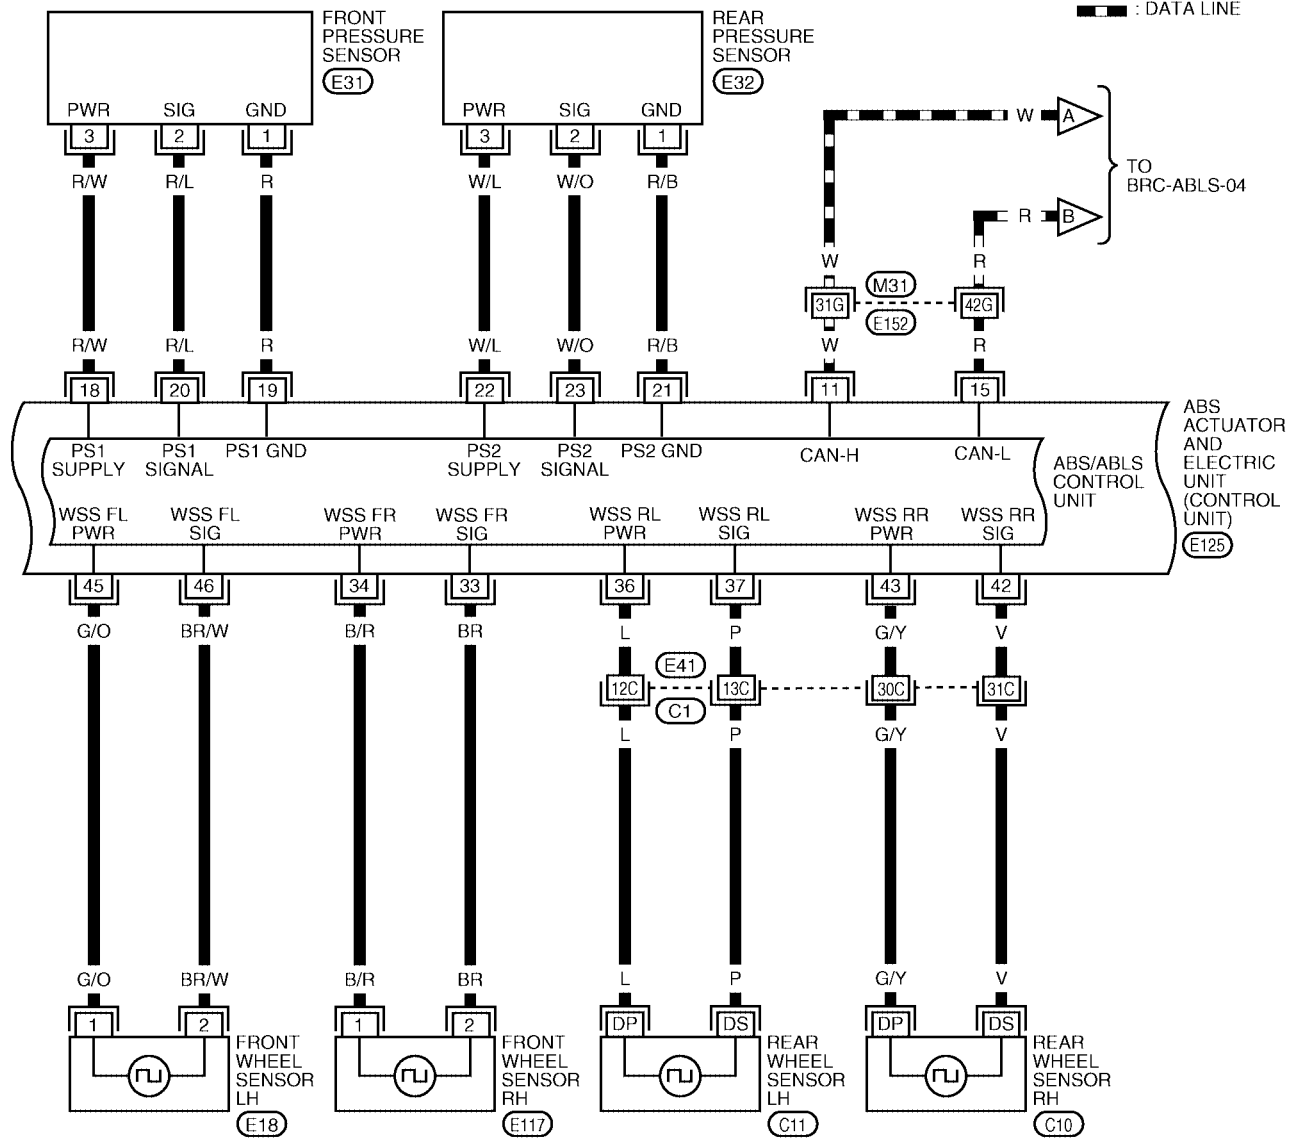 : DATA LINE
FRONT
PRESSURE
SENSOR
E31
REAR
PRESSURE
SENSOR
E32
PWR SIG GND
PWR SIG GND
3 2 1
3 2 1
W A
TO
BRC-ABLS-04
R B
R/W R/L R
W/L W/O R/B
W R
M31
31G 42G
E152
R/W R/L R
W/L W/O R/B
W R
18 20 19 22 23 21 11 15
PS1
SUPPLY
PS1
SIGNAL
PS1 GND
PS2
SUPPLY
PS2
SIGNAL
PS2 GND
CAN-H
CAN-L
ABS/ABLS
CONTROL
UNIT
ABS
ACTUATOR
AND
ELECTRIC
UNIT
(CONTROL
UNIT)
E125
WSS FL
PWR
WSS FL
SIG
WSS FR
PWR
WSS FR
SIG
WSS RL
PWR
WSS RL
SIG
WSS RR
PWR
WSS RR
SIG
45 46 34 33 36 37 43 42
G/O BR/W B/R BR L P G/Y V
E41
12C 13C 30C 31C
C1
L P G/Y V
G/O BR/W B/R BR L P G/Y V
1 2 1 2 DP DS DP DS
FRONT
WHEEL
SENSOR
LH
E18
FRONT
WHEEL
SENSOR
RH
E117
REAR
WHEEL
SENSOR
LH
C11
REAR
WHEEL
SENSOR
RH
C10